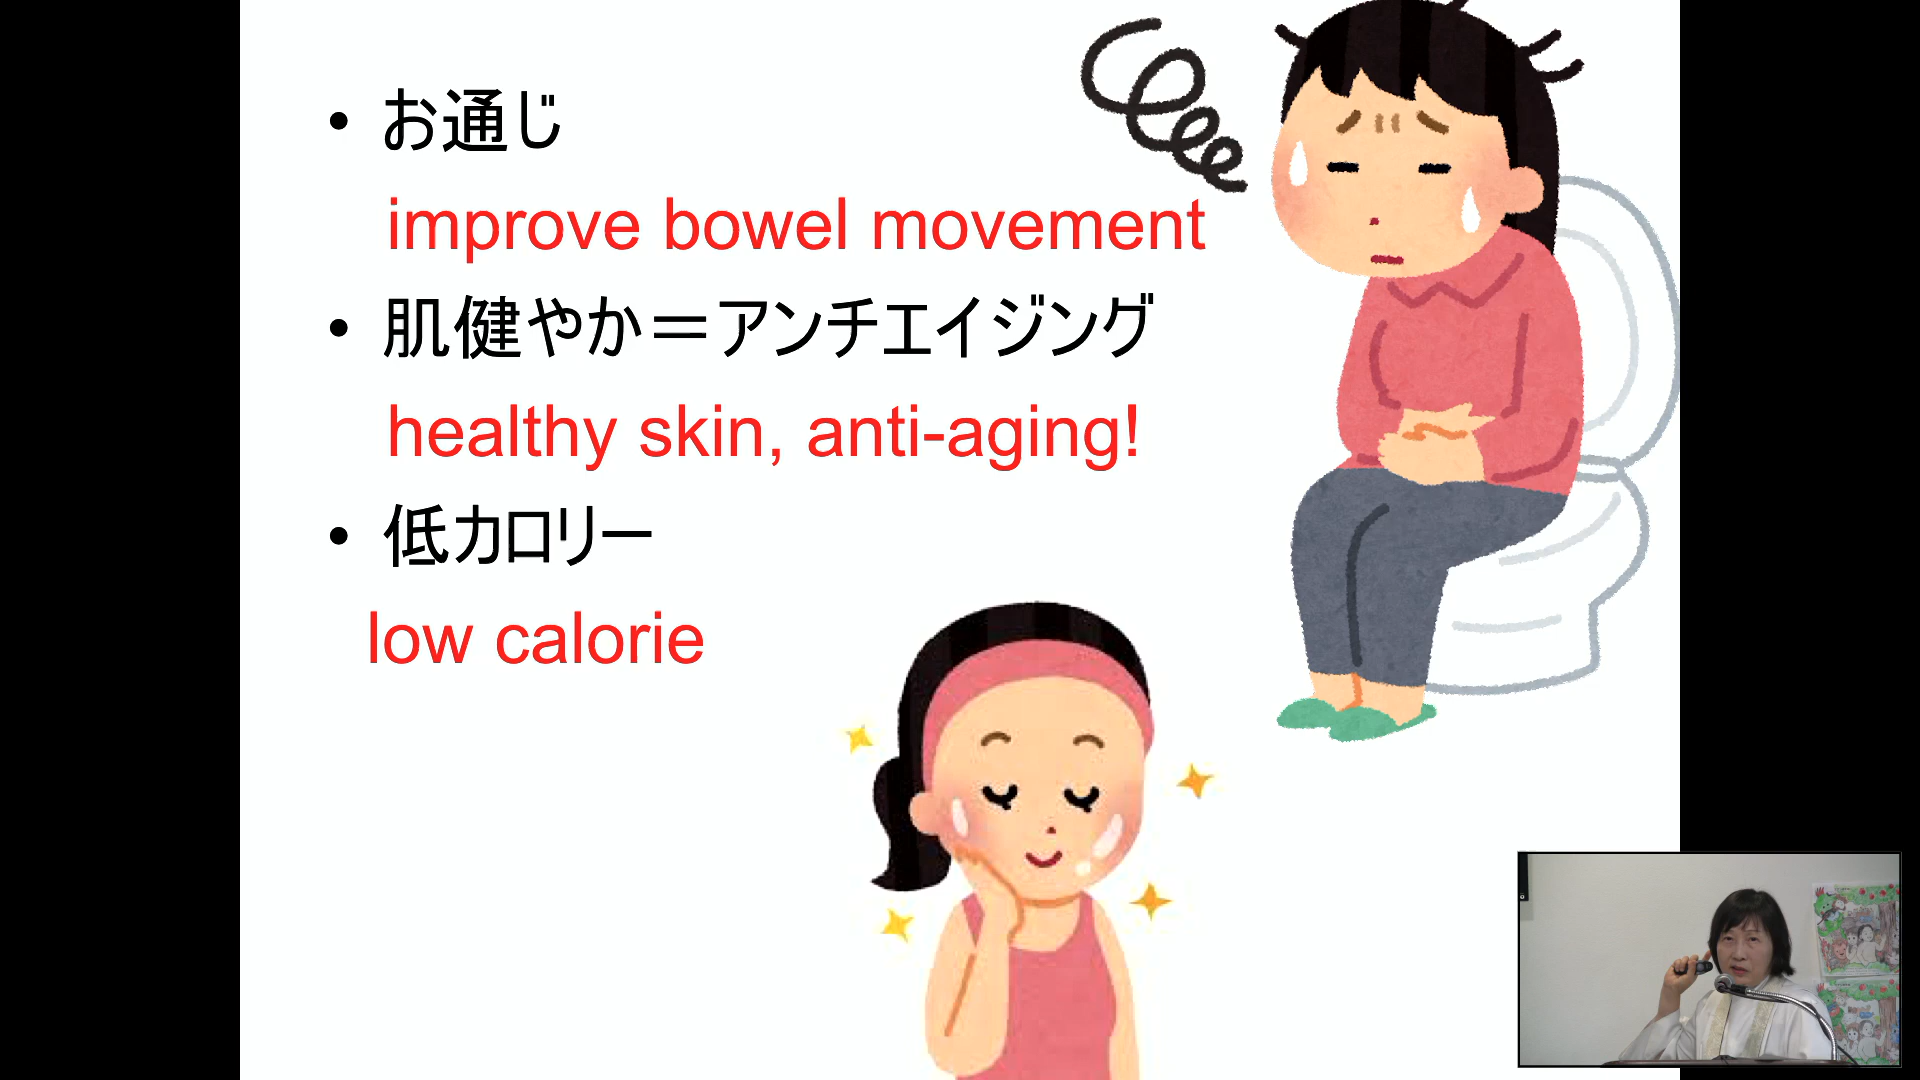 • お通じ
improve bowel movement
• 肌健やか＝アンチエイジング
healthy skin, anti-aging!
• 低カロリー
low calorie